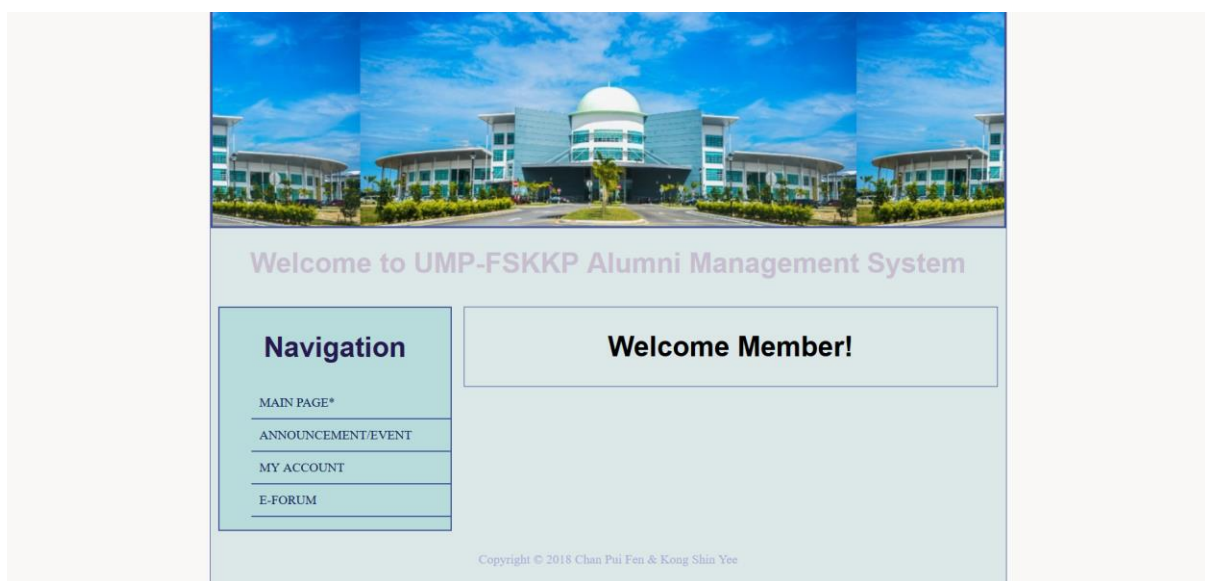 Welcome to UMP-FSKKP Alumni Management System
Navigation
MAIN PAGE*
ANNOUNCEMENT/EVENT
MY ACCOUNT
E-FORUM
Welcome Member!
Copyright © 2018 Chan Pui Fen & Kong Shin Yee